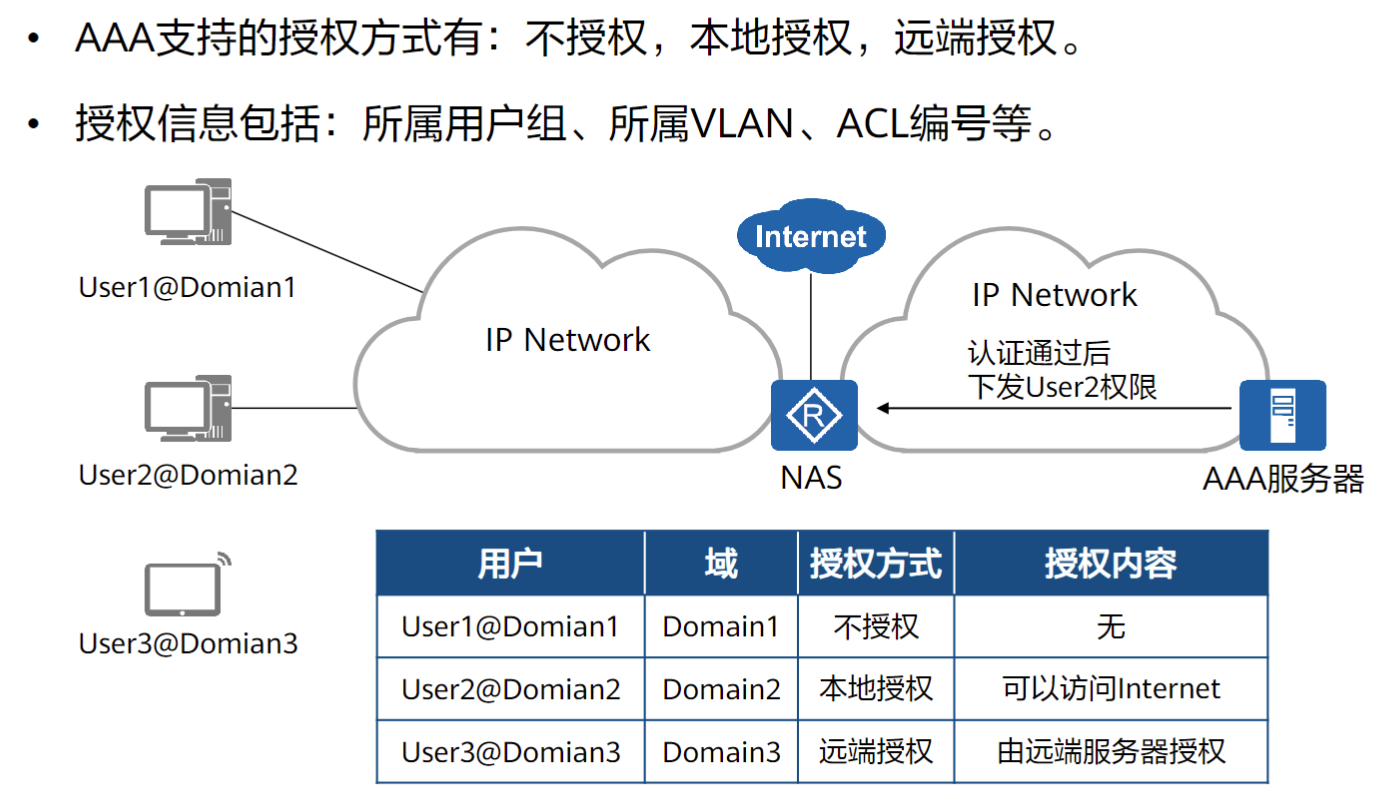 • AAA支持的授权方式有：不授权，本地授权，远端授权。
• 授权信息包括：所属用户组、所属VLAN、ACL编号等。
User1@Domian1
Internet
IP Network
IP Network
认证通过后
下发User2权限
User2@Domian2
R
NAS
AAA服务器
User3@Domian3
用户 域 授权方式 授权内容
User1@Domian1 Domain1 不授权 无
User2@Domian2 Domain2 本地授权 可以访问Internet
User3@Domian3 Domain3 远端授权 由远端服务器授权